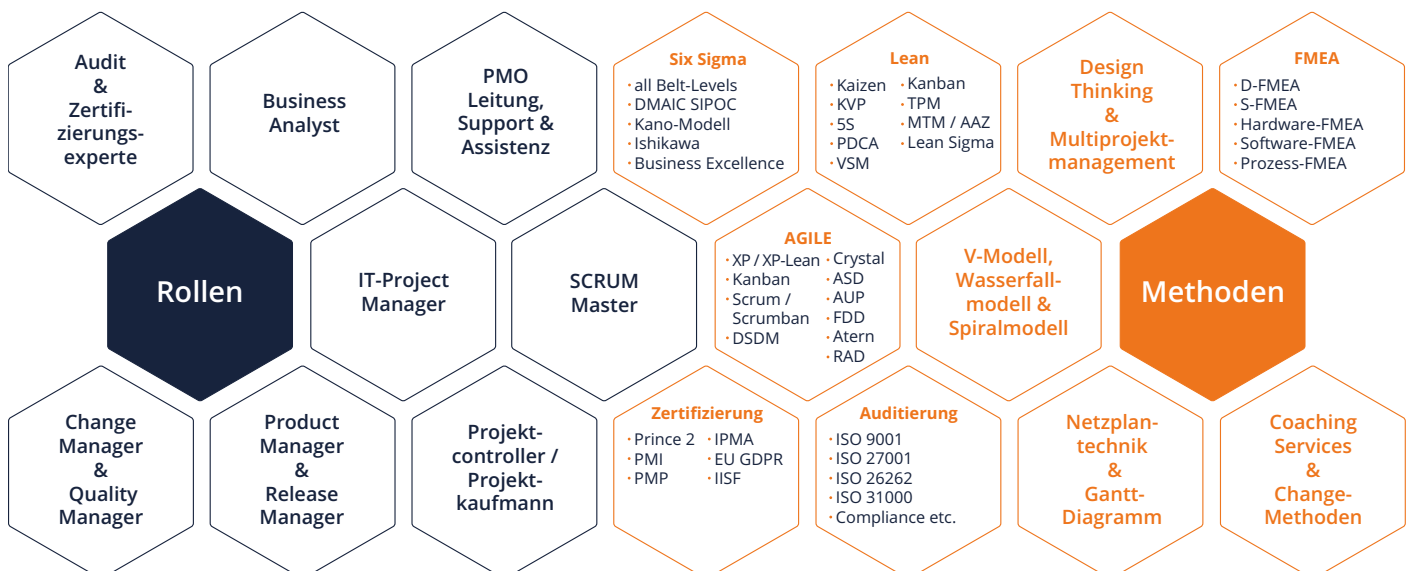 Audit
&
Zertifi-
zierungs-
experte
Business
Analyst
PMO
Leitung,
Support &
Assistenz
Six Sigma
· all Belt-Levels
· DMAIC SIPOC
· Kano-Modell
· Ishikawa
· Business Excellence
Lean
· Kaizen
· KVP
· 5S
· PDCA
· VSM
· Kanban
· TPM
· MTM / AAZ
· Lean Sigma
Design
Thinking
&
Multiprojekt-
management
FMEA
· D-FMEA
· S-FMEA
· Hardware-FMEA
· Software-FMEA
· Prozess-FMEA
Rollen
IT-Project
Manager
SCRUM
Master
AGILE
· XP / XP-Lean
· Kanban
· Scrum /
Scrumban
· DSDM
· Crystal
· ASD
· AUP
· FDD
· Atern
· RAD
V-Modell,
Wasserfall-
modell &
Spiralmodell
Methoden
Change
Manager
&
Quality
Manager
Product
Manager
&
Release
Manager
Projekt-
controller /
Projekt-
kaufmann
Zertifizierung
· Prince 2
· PMI
· PMP
· IPMA
· EU GDPR
· IISF
Auditierung
· ISO 9001
· ISO 27001
· ISO 26262
· ISO 31000
· Compliance etc.
Netzplan-
technik
&
Gantt-
Diagramm
Coaching
Services
&
Change-
Methoden